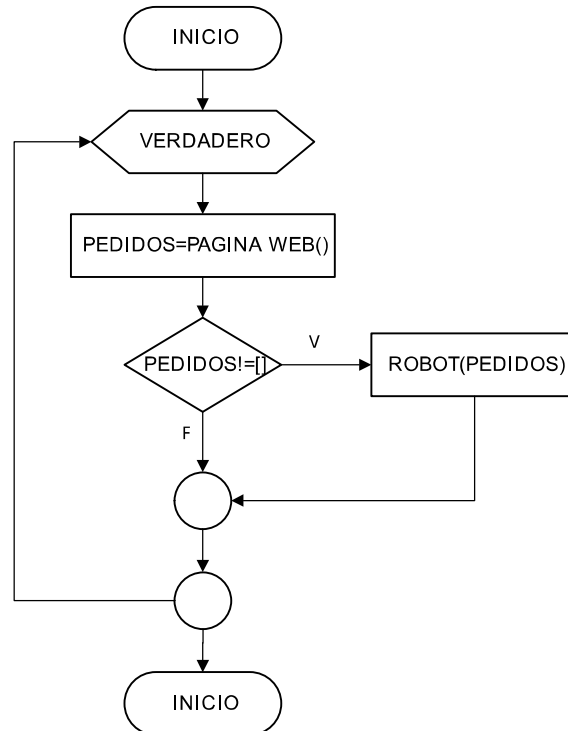 INICIO
VERDADERO
PEDIDOS=PAGINA WEB()
PEDIDOS!=[]
V
ROBOT(PEDIDOS)
F
INICIO